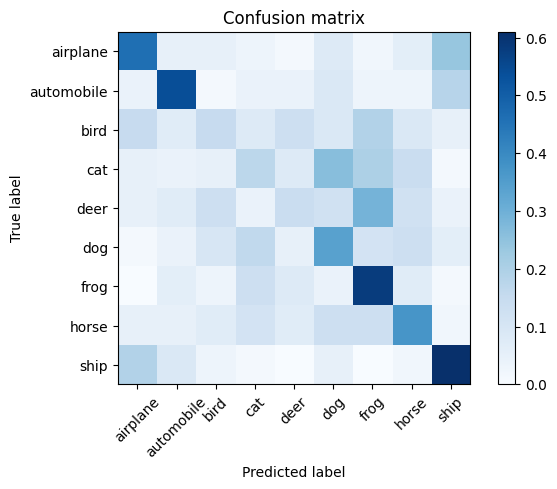 Confusion matrix
True label
airplane
automobile
bird
cat
deer
dog
frog
horse
ship
airplane
automobile
bird
cat
deer
dog
frog
horse
ship
Predicted label
0.6
0.5
0.4
0.3
0.2
0.1
0.0